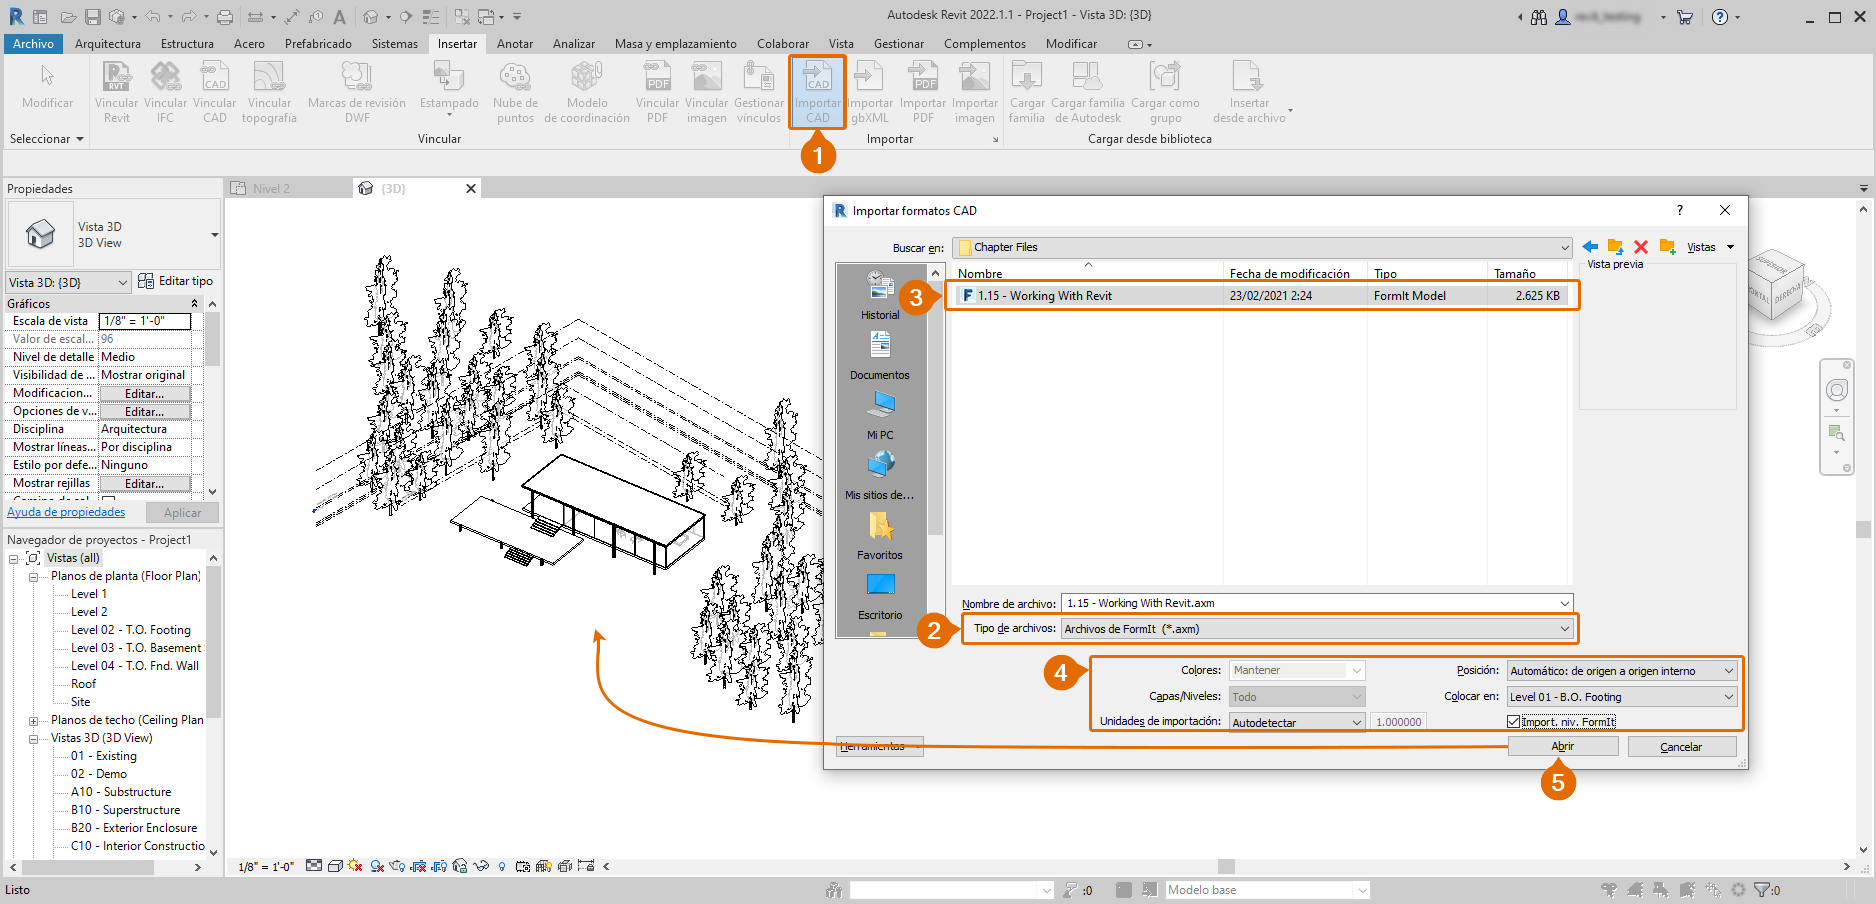 Autodesk Revit 2022.1.1 - Project1 - Vista 3D: {3D}
Archivo Arquitectura Estructura Acero Prefabricado Sistemas Insertar Anotar Analizar Masa y emplazamiento Colaborar Vista Gestionar Complementos Modificar
Modificar
Vincular Revit
Vincular IFC
Vincular CAD
Vincular topografía
Marcas de revisión DWF
Estampado
Nube de puntos
Modelo de coordinación
Vincular PDF
Vincular imagen
Gestionar vínculos
Importar CAD
Importar gbXML
Importar PDF
Importar imagen
Cargar familia
Cargar familia de Autodesk
Cargar como grupo
Insertar desde archivo
Seleccionar
Vincular
Importar
Cargar desde biblioteca
1
Propiedades
Vista 3D
3D View
Vista 3D: {3D}
Editar tipo
Gráficos
Escala de vista 1/8" = 1'-0"
Valor de escal... 96
Nivel de detalle Medio
Visibilidad de ... Mostrar original
Modificacion... Editar...
Opciones de v... Editar...
Disciplina Arquitectura
Mostrar líneas... Por disciplina
Estilo por defe... Ninguno
Mostrar rejillas Editar...
Ayuda de propiedades Aplicar
Navegador de proyectos - Project1
Vistas (all)
Planos de planta (Floor Plan)
Level 1
Level 2
Level 02 - T.O. Footing
Level 03 - T.O. Basement
Level 04 - T.O. Fnd. Wall
Roof
Site
Planos de techo (Ceiling Plan
Vistas 3D (3D View)
01 - Existing
02 - Demo
A10 - Substructure
B10 - Superstructure
B20 - Exterior Enclosure
C10 - Interior Constructio
Nivel 2
{3D}
Importar formatos CAD
?
Buscar en: Chapter Files
Vistas
Nombre Fecha de modificación Tipo Tamaño
3
1.15 - Working With Revit 23/02/2021 2:24 FormIt Model 2.625 KB
Vista previa
Historial
Documentos
Mi PC
Mis sitios de...
Favoritos
Escritorio
Nombre de archivo: 1.15 - Working With Revit.axm
2
Tipo de archivos: Archivos de FormIt (*.axm)
4
Colores: Mantener
Posición: Automático: de origen a origen interno
Capas/Niveles: Todo
Colocar en: Level 01 - B.O. Footing
Unidades de importación: Autodetectar 1.000000
Import. niv. FormIt
Herramientas
Abrir
Cancelar
5
SUPERIOR
DERECHA
1/8" = 1'-0"
Listo
:0
Modelo base
:0